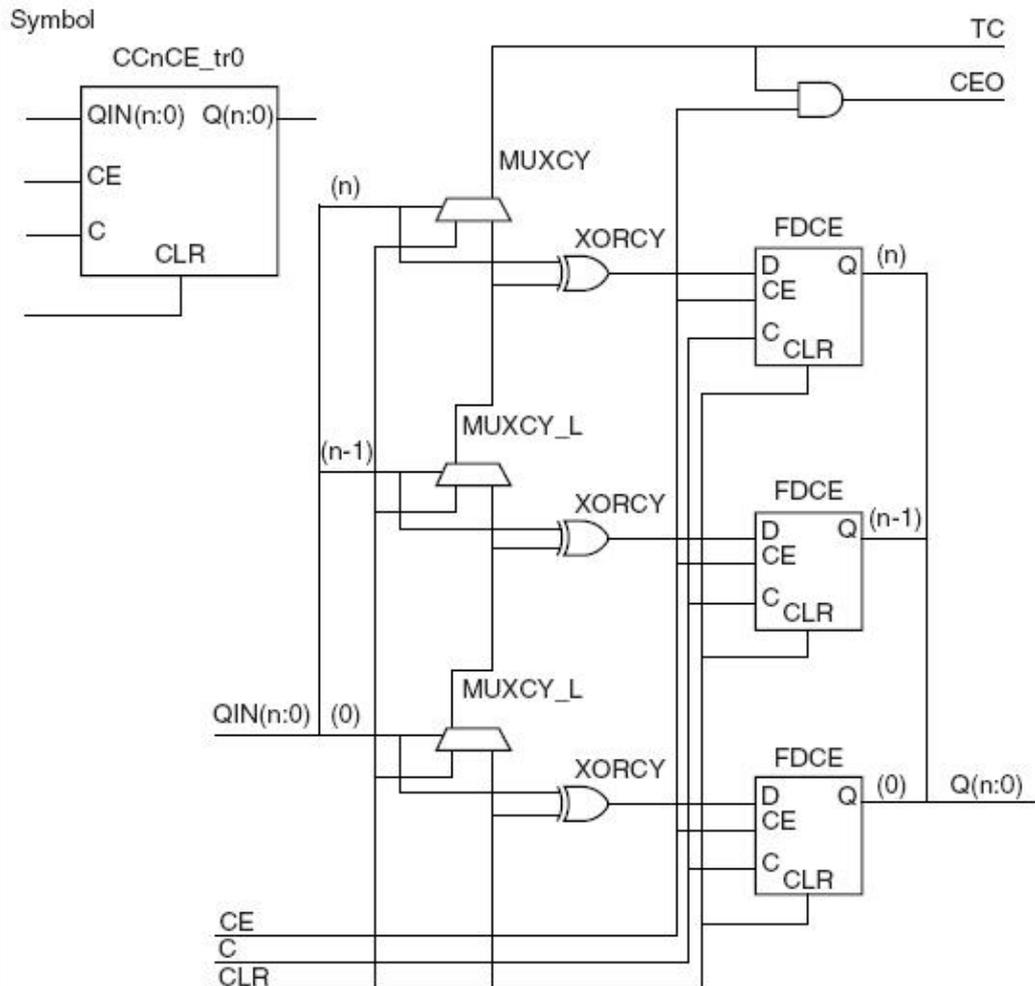 Symbol
CCnCE_tr0
QIN(n:0) Q(n:0)
CE
C
CLR
TC
CEO
MUXCY
(n)
XORCY
FDCE
D Q (n)
CE
C
CLR
MUXCY_L
(n-1)
XORCY
FDCE
D Q (n-1)
CE
C
CLR
MUXCY_L
QIN(n:0) (0)
XORCY
FDCE
D Q (0) Q(n:0)
CE
C
CLR
CE
C
CLR